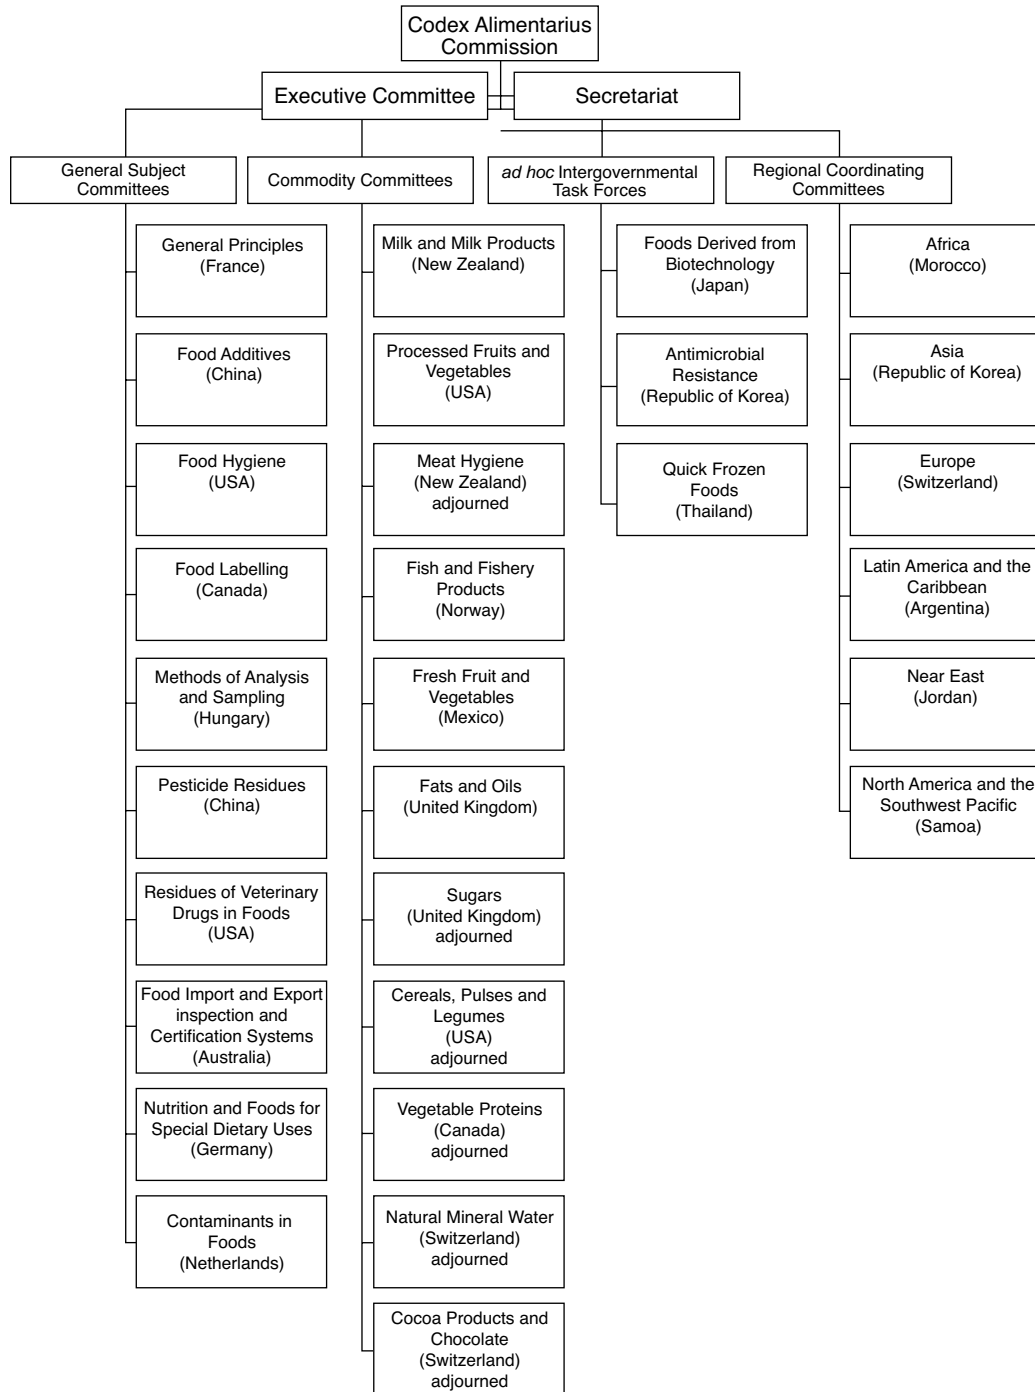 Codex Alimentarius
Commission
Executive Committee
Secretariat
General Subject
Committees
Commodity Committees
ad hoc Intergovernmental
Task Forces
Regional Coordinating
Committees
General Principles
(France)
Food Additives
(China)
Food Hygiene
(USA)
Food Labelling
(Canada)
Methods of Analysis
and Sampling
(Hungary)
Pesticide Residues
(China)
Residues of Veterinary
Drugs in Foods
(USA)
Food Import and Export
inspection and
Certification Systems
(Australia)
Nutrition and Foods for
Special Dietary Uses
(Germany)
Contaminants in
Foods
(Netherlands)
Milk and Milk Products
(New Zealand)
Processed Fruits and
Vegetables
(USA)
Meat Hygiene
(New Zealand)
adjourned
Fish and Fishery
Products
(Norway)
Fresh Fruit and
Vegetables
(Mexico)
Fats and Oils
(United Kingdom)
Sugars
(United Kingdom)
adjourned
Cereals, Pulses and
Legumes
(USA)
adjourned
Vegetable Proteins
(Canada)
adjourned
Natural Mineral Water
(Switzerland)
adjourned
Cocoa Products and
Chocolate
(Switzerland)
adjourned
Foods Derived from
Biotechnology
(Japan)
Antimicrobial
Resistance
(Republic of Korea)
Quick Frozen
Foods
(Thailand)
Africa
(Morocco)
Asia
(Republic of Korea)
Europe
(Switzerland)
Latin America and the
Caribbean
(Argentina)
Near East
(Jordan)
North America and the
Southwest Pacific
(Samoa)